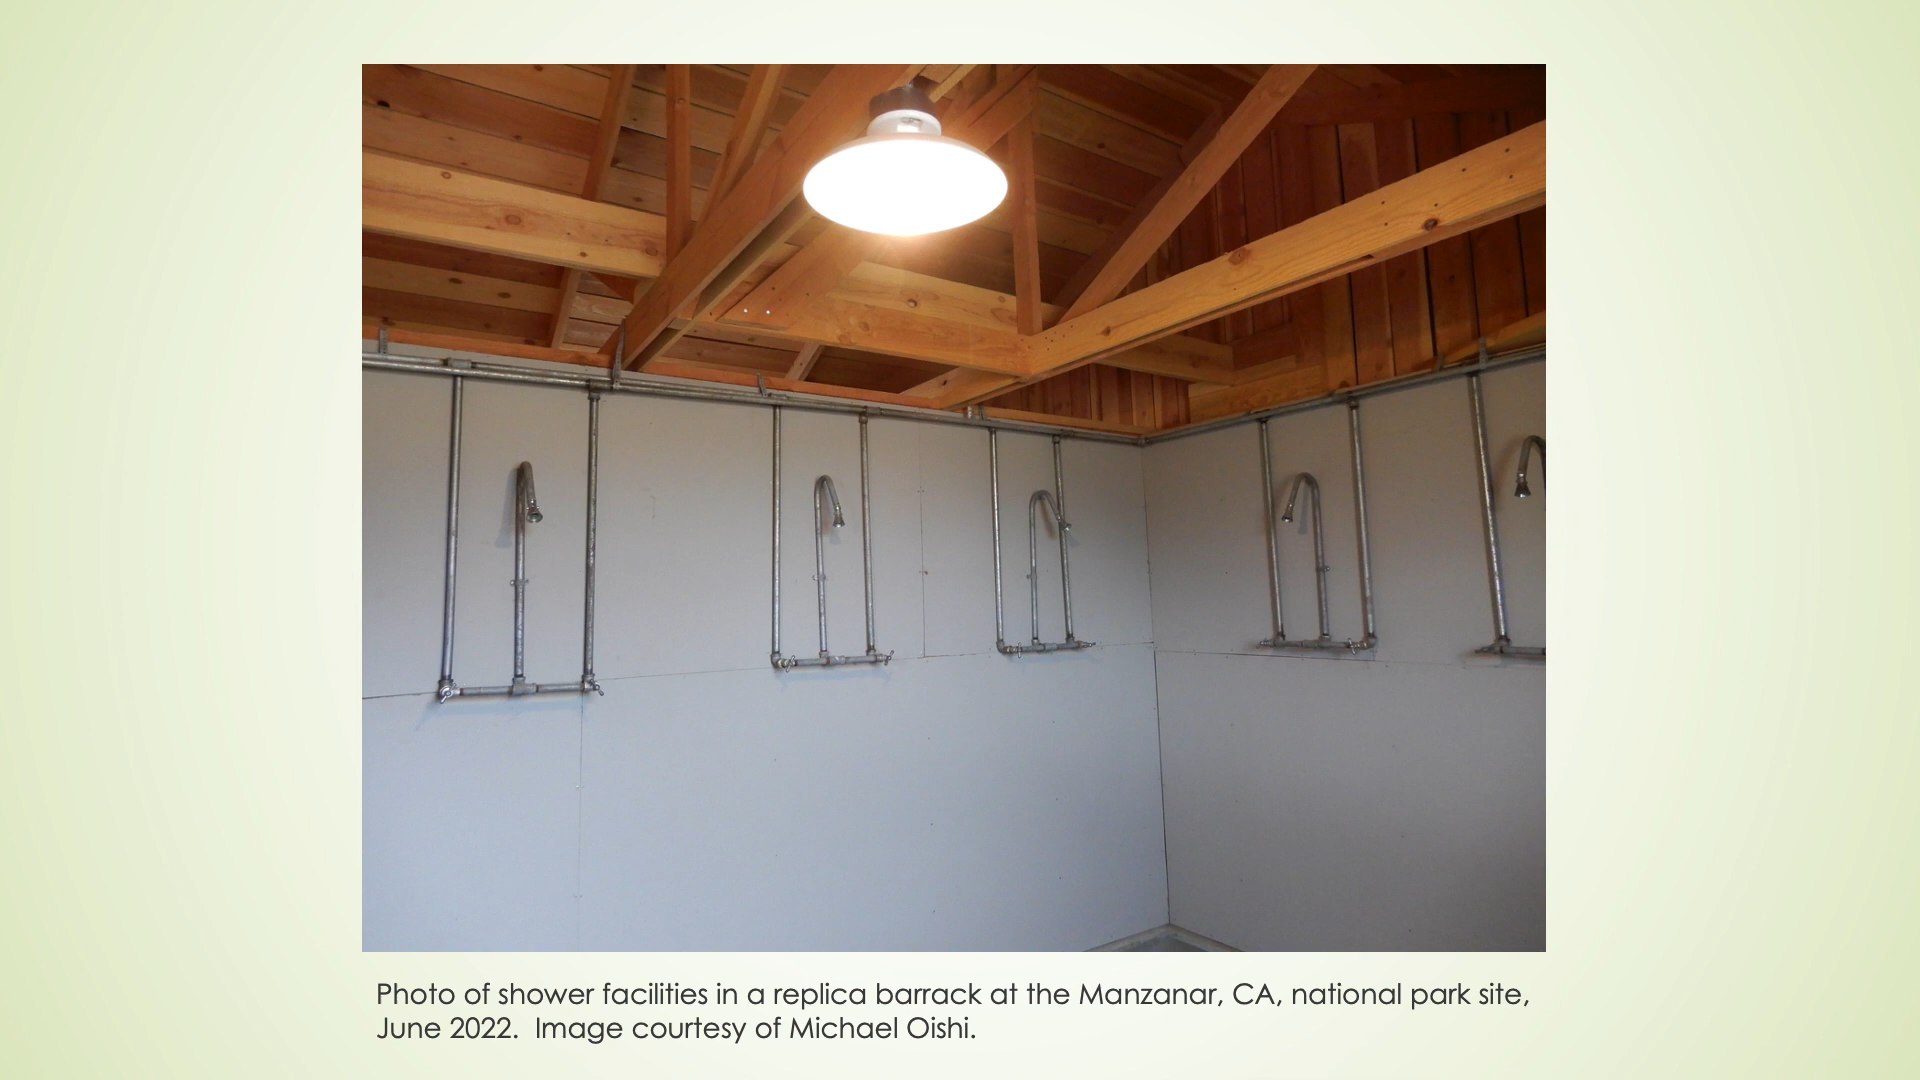 Photo of shower facilities in a replica barrack at the Manzanar, CA, national park site,
June 2022.  Image courtesy of Michael Oishi.